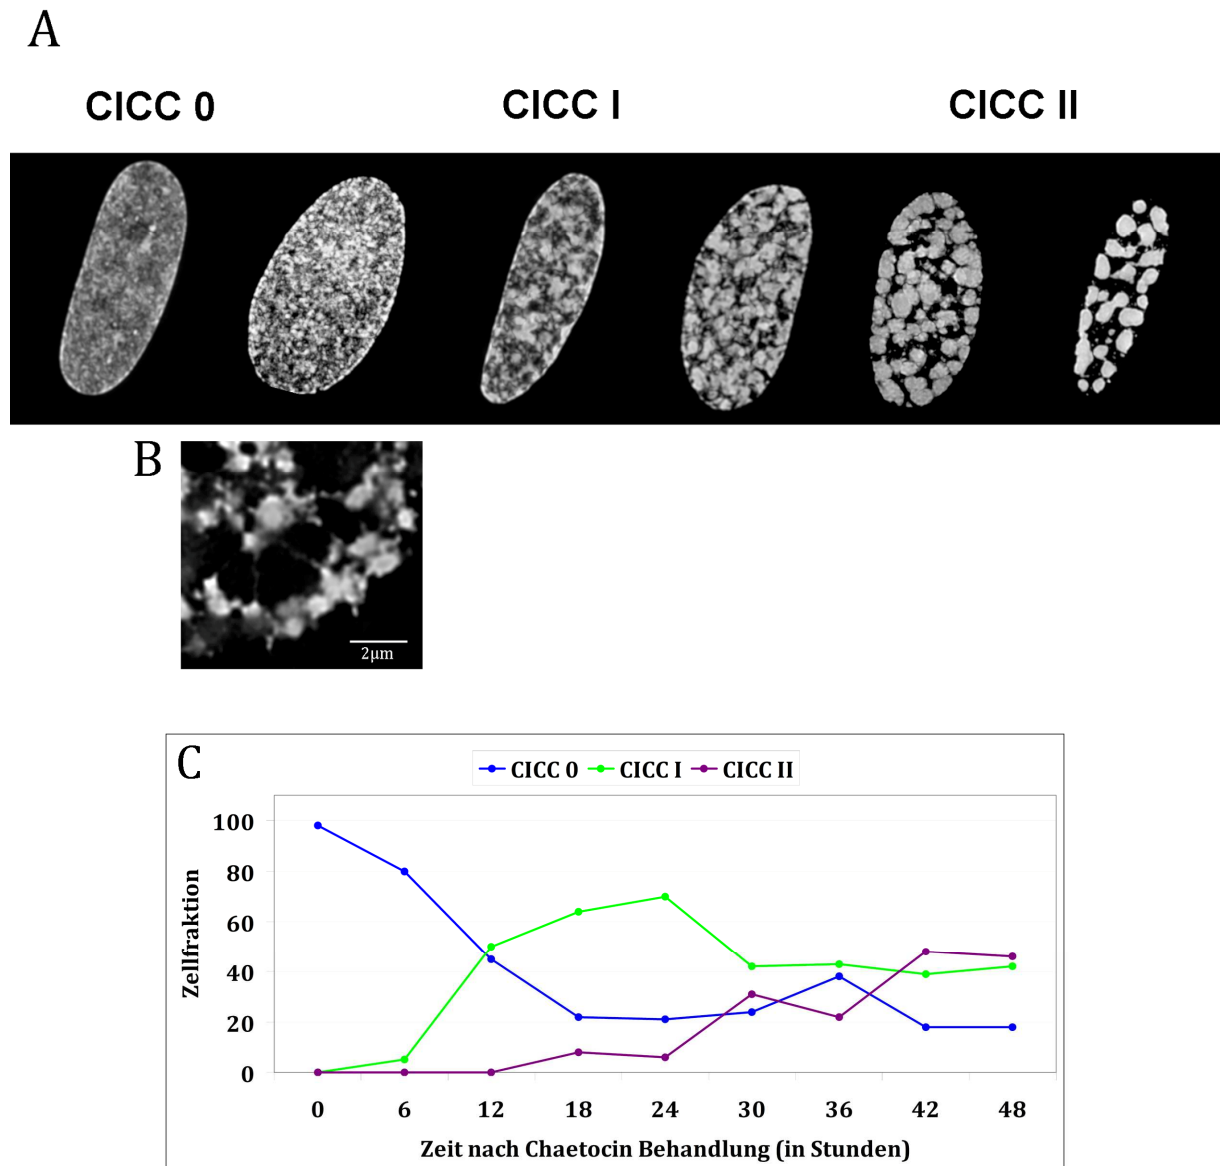 A
CICC 0 CICC I CICC II
B
2µm
C
CICC 0 CICC I CICC II
Zellfraktion
100
80
60
40
20
0
0 6 12 18 24 30 36 42 48
Zeit nach Chaetocin Behandlung (in Stunden)